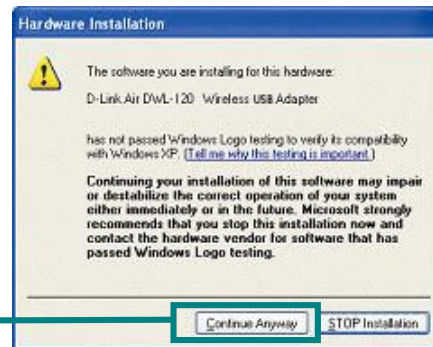 Hardware Installation
The software you are installing for this hardware:
D-Link Air DWL-120 Wireless USB Adapter
has not passed Windows Logo testing to verify its compatibility
with Windows XP. (Tell me why this testing is important.)
Continuing your installation of this software may impair
or destabilize the correct operation of your system
either immediately or in the future. Microsoft strongly
recommends that you stop this installation now and
contact the hardware vendor for software that has
passed Windows Logo testing.
Continue Anyway STOP Installation